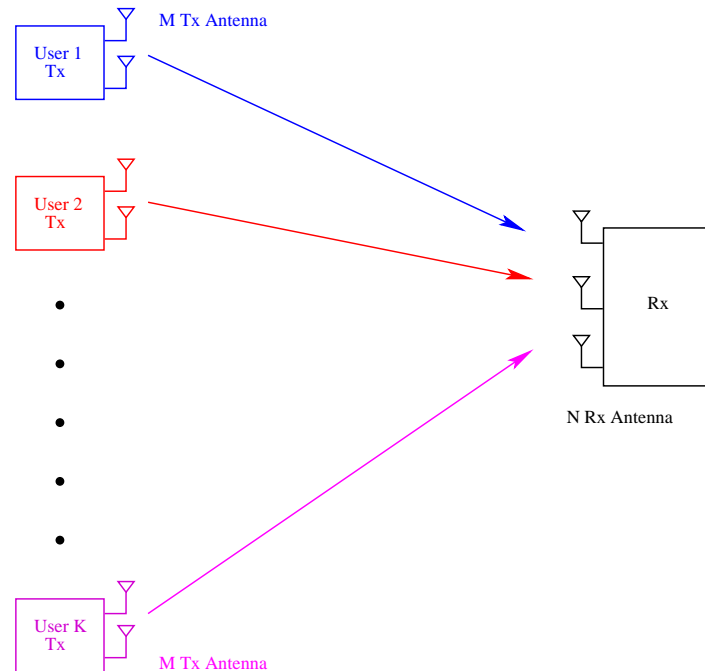 M Tx Antenna
User 1
Tx
User 2
Tx
Rx
N Rx Antenna
User K
Tx
M Tx Antenna